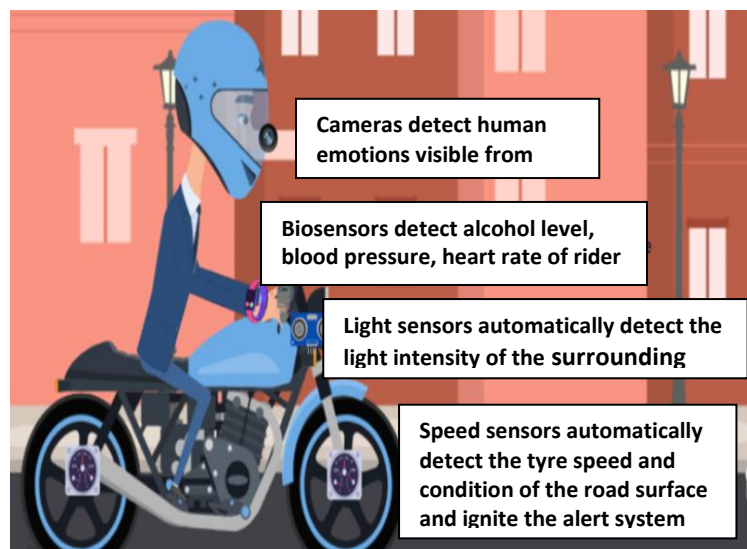 Cameras detect human
emotions visible from
Biosensors detect alcohol level,
blood pressure, heart rate of rider
Light sensors automatically detect the
light intensity of the surrounding
Speed sensors automatically
detect the tyre speed and
condition of the road surface
and ignite the alert system